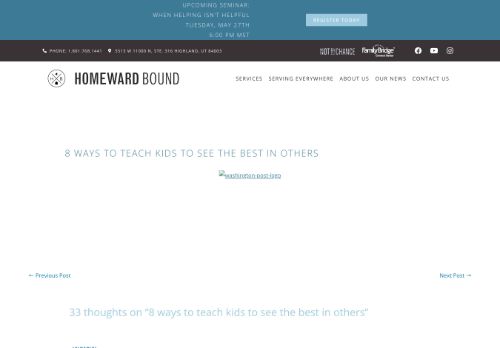 UPCOMING SEMINAR:
WHEN HELPING ISN'T HELPFUL
TUESDAY, MAY 27TH
6:00 PM MST
REGISTER TODAY
PHONE: 1.801.768.1441
5513 W 11000 N, STE. 316 HIGHLAND, UT 84003
NOT BY CHANCE
FamilyBridge
HOMEWARD BOUND
SERVICES
SERVING EVERYWHERE
ABOUT US
OUR NEWS
CONTACT US
8 WAYS TO TEACH KIDS TO SEE THE BEST IN OTHERS
washington-post-logo
← Previous Post
Next Post →
33 thoughts on “8 ways to teach kids to see the best in others”